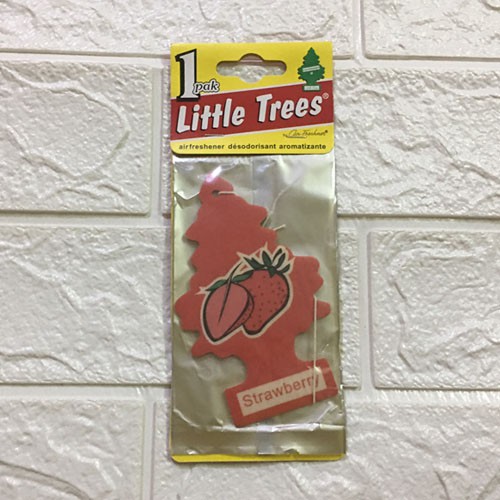 1
pak
Little Trees®
airfreshener désodorisant aromatizante
Strawberry